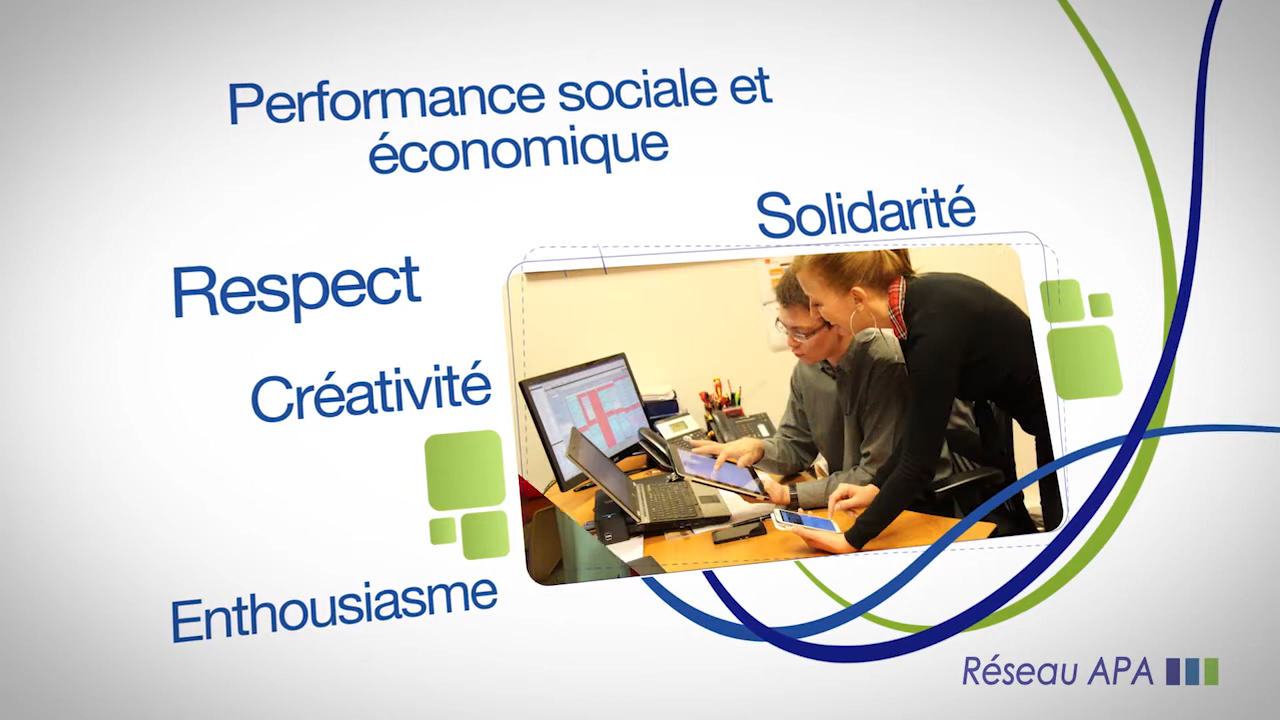 Performance sociale et
économique
Solidarité
Respect
Créativité
Enthousiasme
Réseau APA